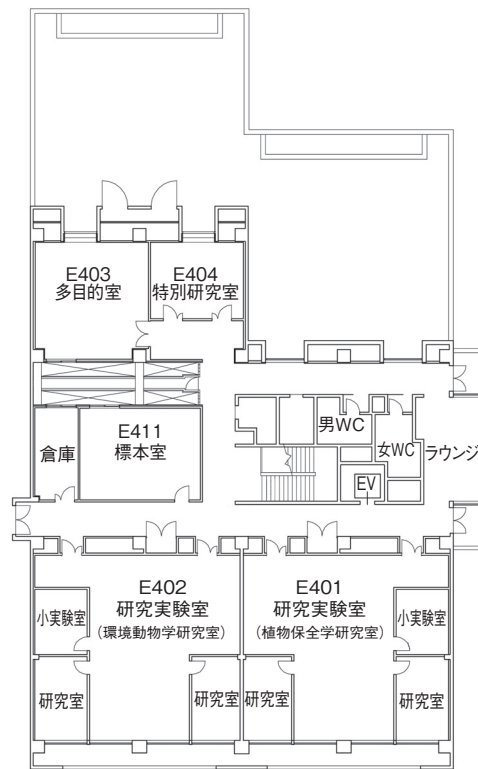 E403
多目的室
E404
特別研究室
E411
標本室
倉庫
男WC
女WC
ラウンジ
EV
E402
研究実験室
(環境動物学研究室)
E401
研究実験室
(植物保全学研究室)
小実験室
小実験室
研究室
研究室
研究室
研究室